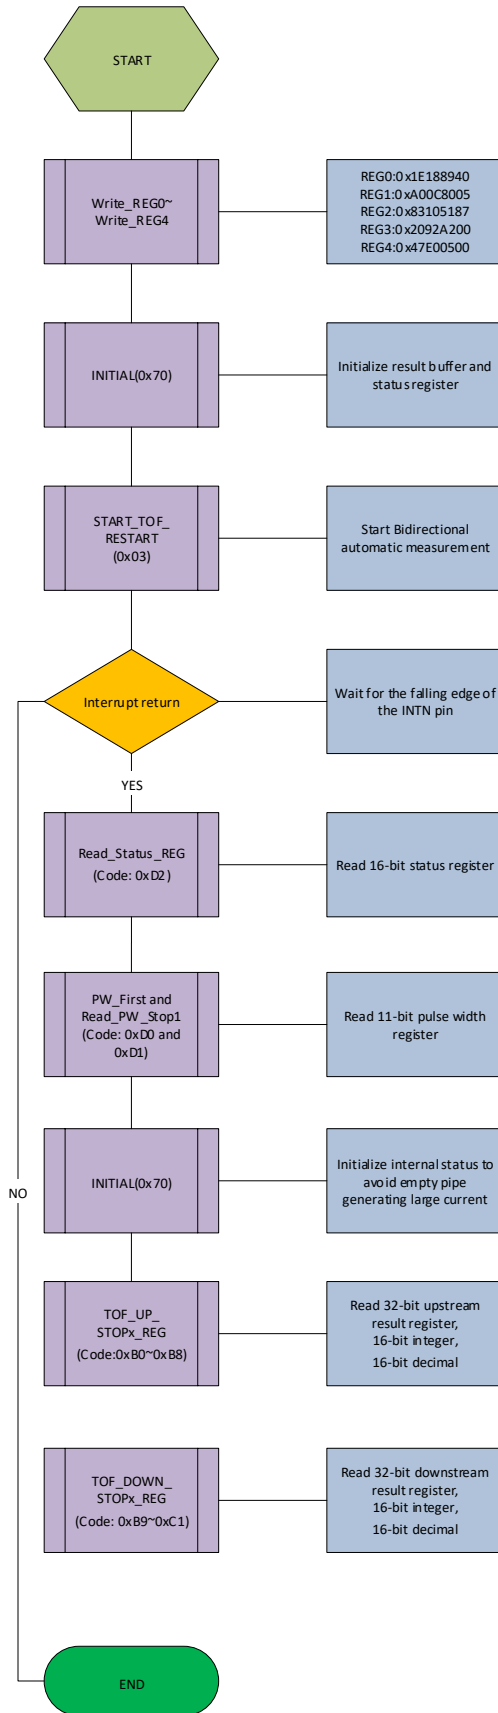 START
Write_REG0~
Write_REG4
REG0:0x1E188940
REG1:0xA00C8005
REG2:0x83105187
REG3:0x2092A200
REG4:0x47E00500
INITIAL(0x70)
Initialize result buffer and
status register
START_TOF_
RESTART
(0x03)
Start Bidirectional
automatic measurement
Interrupt return
Wait for the falling edge of
the INTN pin
YES
Read_Status_REG
(Code: 0xD2)
Read 16-bit status register
PW_First and
Read_PW_Stop1
(Code: 0xD0 and
0xD1)
Read 11-bit pulse width
register
INITIAL(0x70)
Initialize internal status to
avoid empty pipe
generating large current
NO
TOF_UP_
STOPx_REG
(Code:0xB0~0xB8)
Read 32-bit upstream
result register,
16-bit integer,
16-bit decimal
TOF_DOWN_
STOPx_REG
(Code: 0xB9~0xC1)
Read 32-bit downstream
result register,
16-bit integer,
16-bit decimal
END